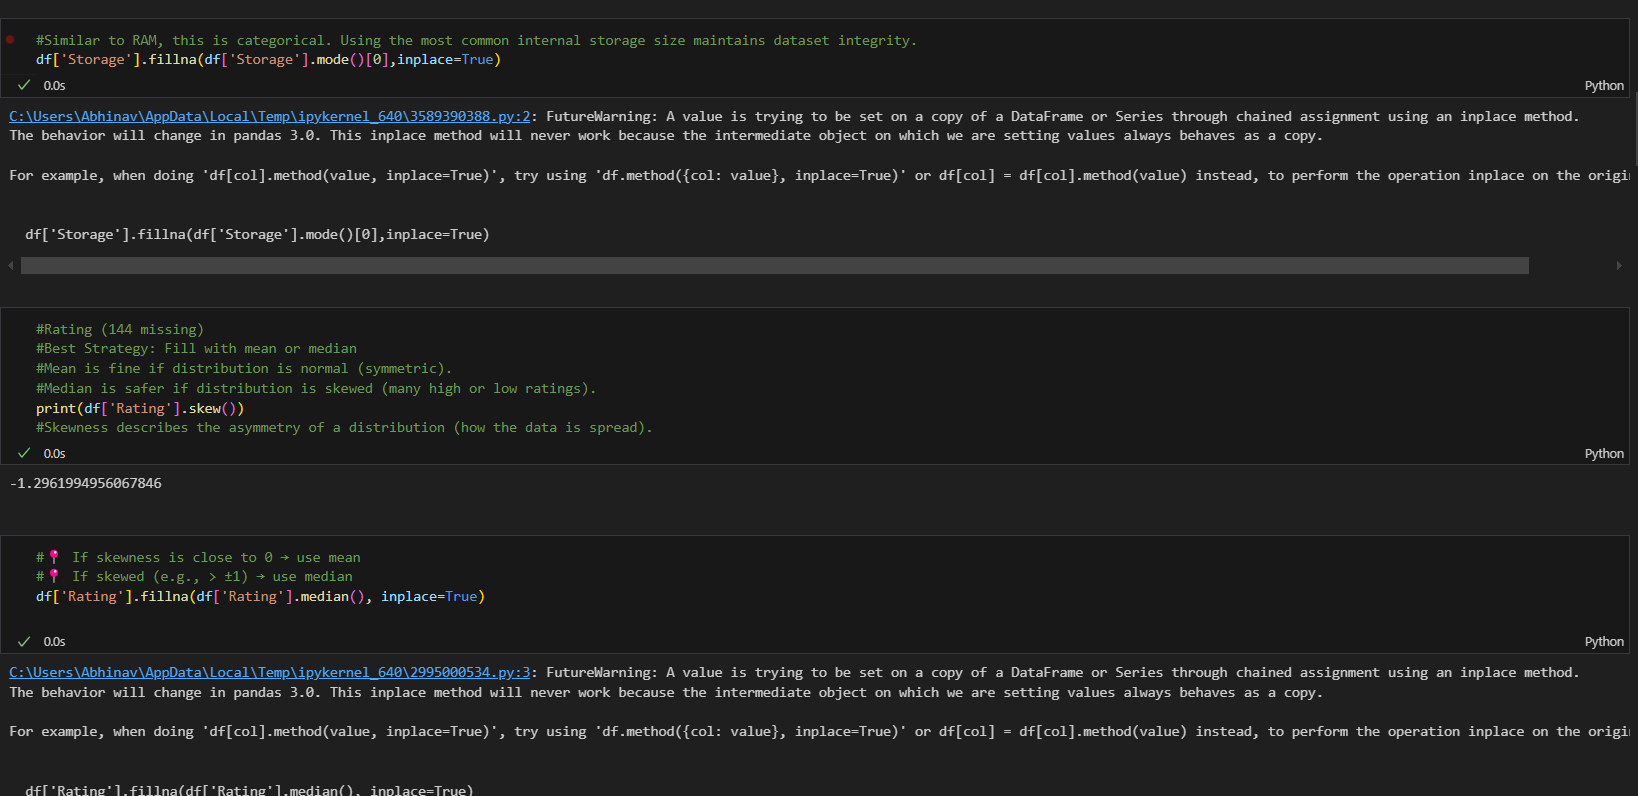 #Similar to RAM, this is categorical. Using the most common internal storage size maintains dataset integrity.
df['Storage'].fillna(df['Storage'].mode()[0],inplace=True)
✓ 0.0s
Python
C:\Users\Abhinav\AppData\Local\Temp\ipykernel_640\3589390388.py:2: FutureWarning: A value is trying to be set on a copy of a DataFrame or Series through chained assignment using an inplace method.
The behavior will change in pandas 3.0. This inplace method will never work because the intermediate object on which we are setting values always behaves as a copy.
For example, when doing 'df[col].method(value, inplace=True)', try using 'df.method({col: value}, inplace=True)' or df[col] = df[col].method(value) instead, to perform the operation inplace on the origi
df['Storage'].fillna(df['Storage'].mode()[0],inplace=True)
#Rating (144 missing)
#Best Strategy: Fill with mean or median
#Mean is fine if distribution is normal (symmetric).
#Median is safer if distribution is skewed (many high or low ratings).
print(df['Rating'].skew())
#Skewness describes the asymmetry of a distribution (how the data is spread).
✓ 0.0s
Python
-1.2961994956067846
#📍 If skewness is close to 0 → use mean
#📍 If skewed (e.g., > ±1) → use median
df['Rating'].fillna(df['Rating'].median(), inplace=True)
✓ 0.0s
Python
C:\Users\Abhinav\AppData\Local\Temp\ipykernel_640\2995000534.py:3: FutureWarning: A value is trying to be set on a copy of a DataFrame or Series through chained assignment using an inplace method.
The behavior will change in pandas 3.0. This inplace method will never work because the intermediate object on which we are setting values always behaves as a copy.
For example, when doing 'df[col].method(value, inplace=True)', try using 'df.method({col: value}, inplace=True)' or df[col] = df[col].method(value) instead, to perform the operation inplace on the origi
df['Rating'].fillna(df['Rating'].median(), inplace=True)